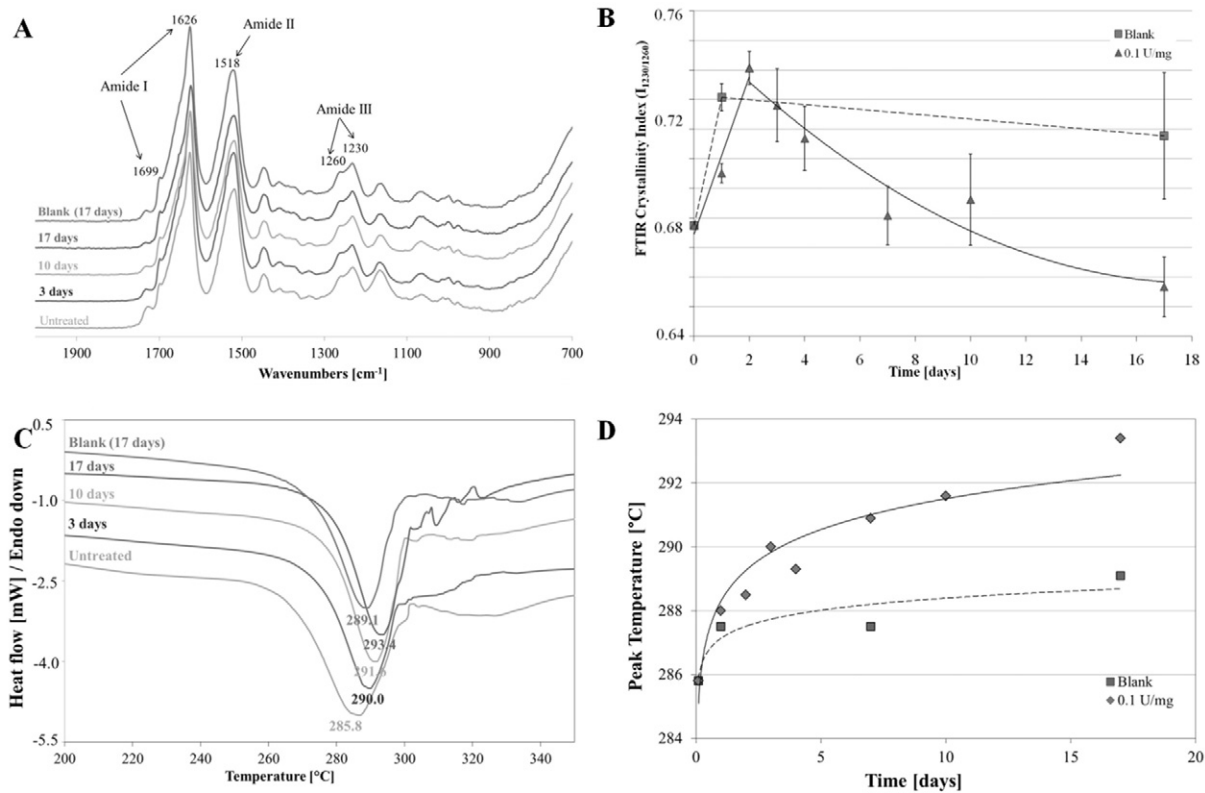 A
1626
Amide II
1518
Amide I
Amide III
1260
1230
1699
Blank (17 days)
17 days
10 days
3 days
Untreated
1900
1700
1500
1300
1100
900
700
Wavenumbers [cm-1]
B
0.76
0.72
0.68
0.64
FTIR Crystallinity Index (I1230/1260)
Blank
0.1 U/mg
0
2
4
6
8
10
12
14
16
18
Time [days]
C
0.5
-1.0
-2.5
-4.0
-5.5
Heat flow [mW] / Endo down
Blank (17 days)
17 days
10 days
3 days
Untreated
289.1
293.4
291.6
290.0
285.8
200
220
240
260
280
300
320
340
Temperature [°C]
D
294
292
290
288
286
284
Peak Temperature [°C]
Blank
0.1 U/mg
0
5
10
15
20
Time [days]